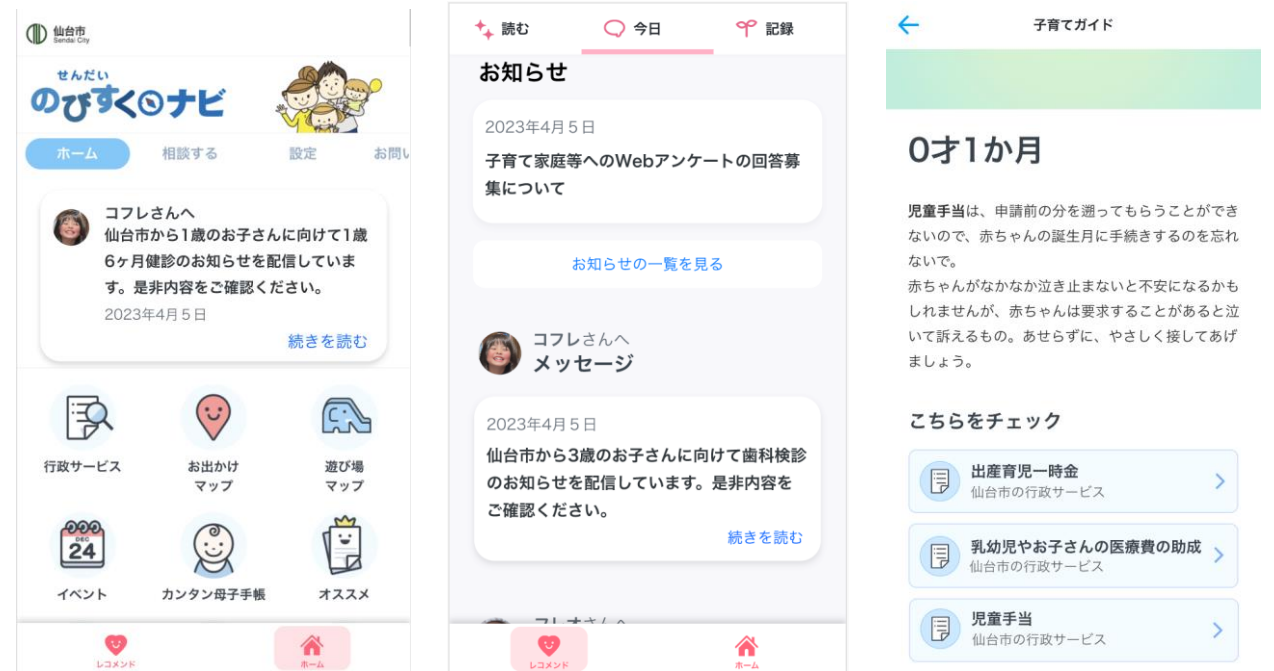 仙台市
Sendai City
せんだい
のびすくナビ
ホーム
相談する
設定
お問い
コフレさんへ
仙台市から1歳のお子さんに向けて1歳
6ヶ月健診のお知らせを配信していま
す。是非内容をご確認ください。
2023年4月5日
続きを読む
行政サービス
お出かけ
マップ
遊び場
マップ
DEC
24
イベント
カンタン母子手帳
オススメ
レコメンド
ホーム
読む
今日
記録
お知らせ
2023年4月5日
子育て家庭等へのWebアンケートの回答募
集について
お知らせの一覧を見る
コフレさんへ
メッセージ
2023年4月5日
仙台市から3歳のお子さんに向けて歯科検診
のお知らせを配信しています。是非内容を
ご確認ください。
続きを読む
レコメンド
ホーム
子育てガイド
0才1か月
児童手当は、申請前の分を遡ってもらうことができ
ないので、赤ちゃんの誕生月に手続きするのを忘れ
ないで。
赤ちゃんがなかなか泣き止まないと不安になるかも
しれませんが、赤ちゃんは要求することがあると泣
いて訴えるもの。あせらずに、やさしく接してあげ
ましょう。
こちらをチェック
出産育児一時金
仙台市の行政サービス
乳幼児やお子さんの医療費の助成
仙台市の行政サービス
児童手当
仙台市の行政サービス